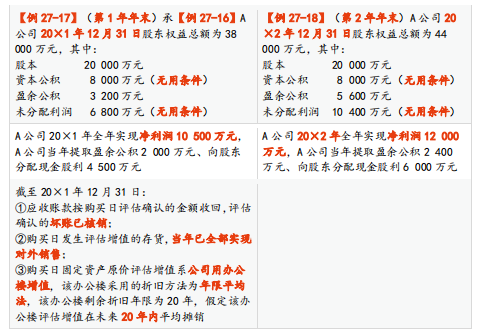 【例 27-17】（第 1 年年末）承【例 27-16】A
公司 20×1 年 12 月 31 日股东权益总额为 38
000 万元，其中：
股本 20 000 万元
资本公积 8 000 万元（无用条件）
盈余公积 3 200 万元
未分配利润 6 800 万元（无用条件）
【例 27-18】（第 2 年年末）A 公司 20
×2 年 12 月 31 日股东权益总额为 44
000 万元，其中：
股本 20 000 万元
资本公积 8 000 万元（无用条件）
盈余公积 5 600 万元
未分配利润 10 400 万元（无用条件）
A 公司 20×1 年全年实现净利润 10 500 万元，
A 公司当年提取盈余公积 2 000 万元、向股东
分配现金股利 4 500 万元
A 公司 20×2 年全年实现净利润 12 000
万元，A 公司当年提取盈余公积 2 400
万元、向股东分配现金股利 6 000 万元
截至 20×1 年 12 月 31 日：
①应收账款按购买日评估确认的金额收回，评估
确认的坏账已核销；
②购买日发生评估增值的存货，当年已全部实现
对外销售；
③购买日固定资产原价评估增值系公司用办公
楼增值，该办公楼采用的折旧方法为年限平均
法，该办公楼剩余折旧年限为 20 年，假定该办
公楼评估增值在未来 20 年内平均摊销